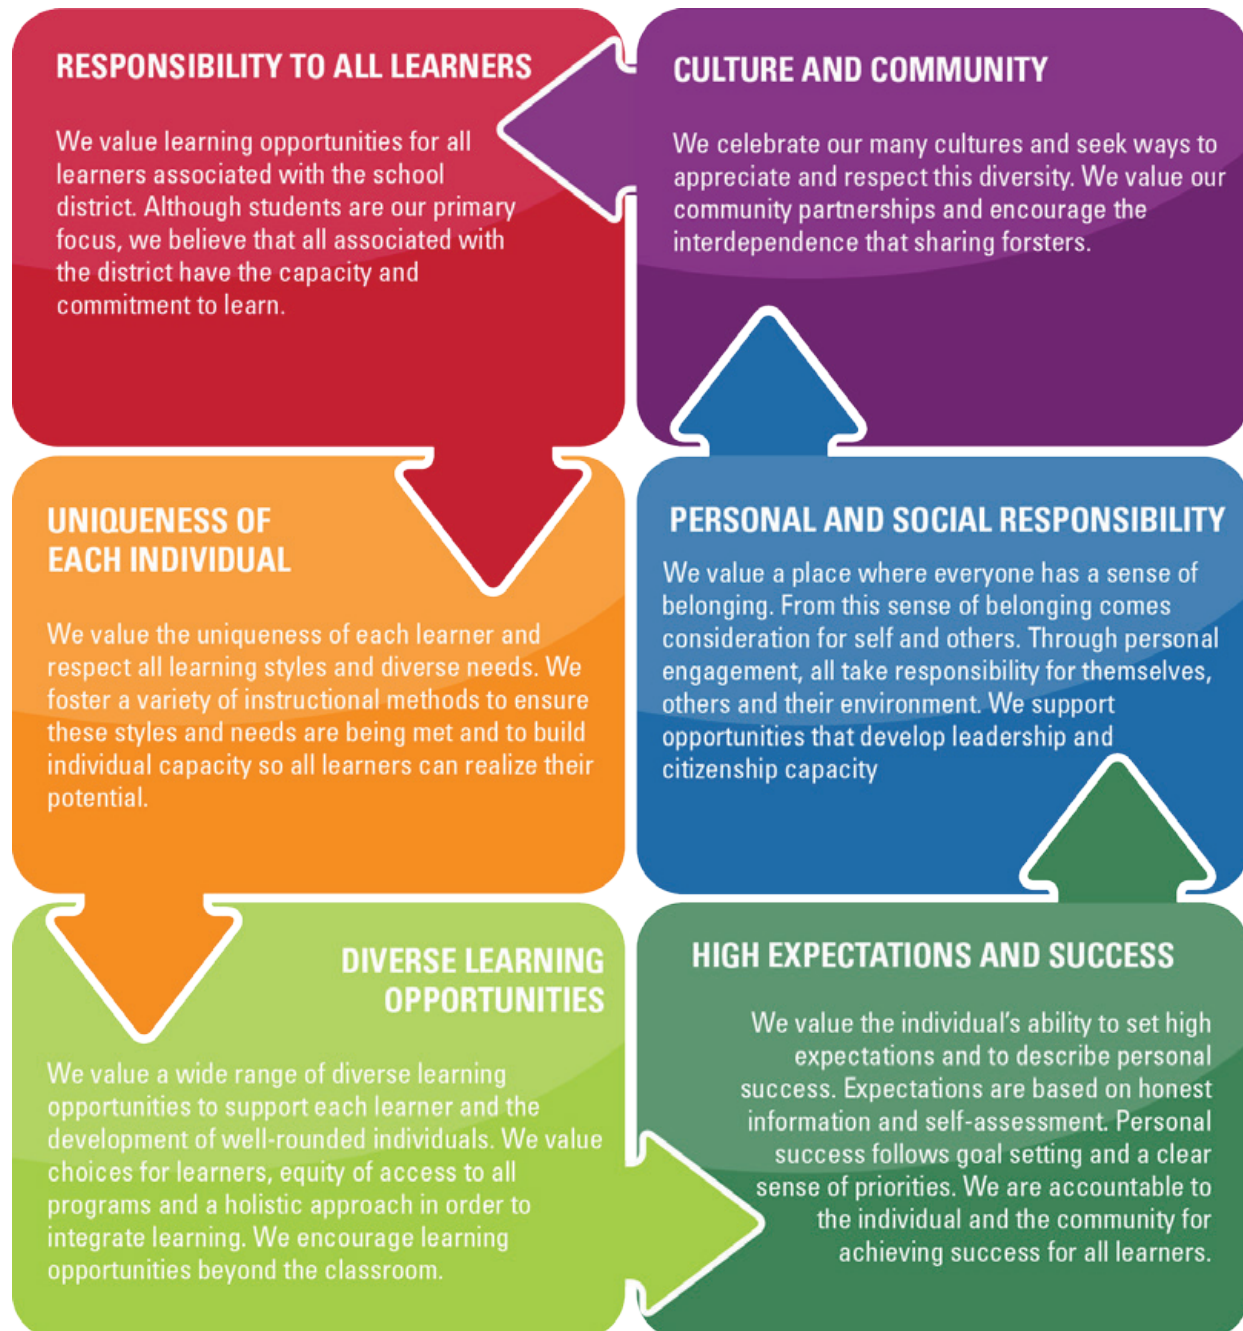 RESPONSIBILITY TO ALL LEARNERS
We value learning opportunities for all
learners associated with the school
district. Although students are our primary
focus, we believe that all associated with
the district have the capacity and
commitment to learn.
CULTURE AND COMMUNITY
We celebrate our many cultures and seek ways to
appreciate and respect this diversity. We value our
community partnerships and encourage the
interdependence that sharing forsters.
UNIQUENESS OF
EACH INDIVIDUAL
We value the uniqueness of each learner and
respect all learning styles and diverse needs. We
foster a variety of instructional methods to ensure
these styles and needs are being met and to build
individual capacity so all learners can realize their
potential.
PERSONAL AND SOCIAL RESPONSIBILITY
We value a place where everyone has a sense of
belonging. From this sense of belonging comes
consideration for self and others. Through personal
engagement, all take responsibility for themselves,
others and their environment. We support
opportunities that develop leadership and
citizenship capacity
DIVERSE LEARNING
OPPORTUNITIES
We value a wide range of diverse learning
opportunities to support each learner and the
development of well-rounded individuals. We value
choices for learners, equity of access to all
programs and a holistic approach in order to
integrate learning. We encourage learning
opportunities beyond the classroom.
HIGH EXPECTATIONS AND SUCCESS
We value the individual's ability to set high
expectations and to describe personal
success. Expectations are based on honest
information and self-assessment. Personal
success follows goal setting and a clear
sense of priorities. We are accountable to
the individual and the community for
achieving success for all learners.